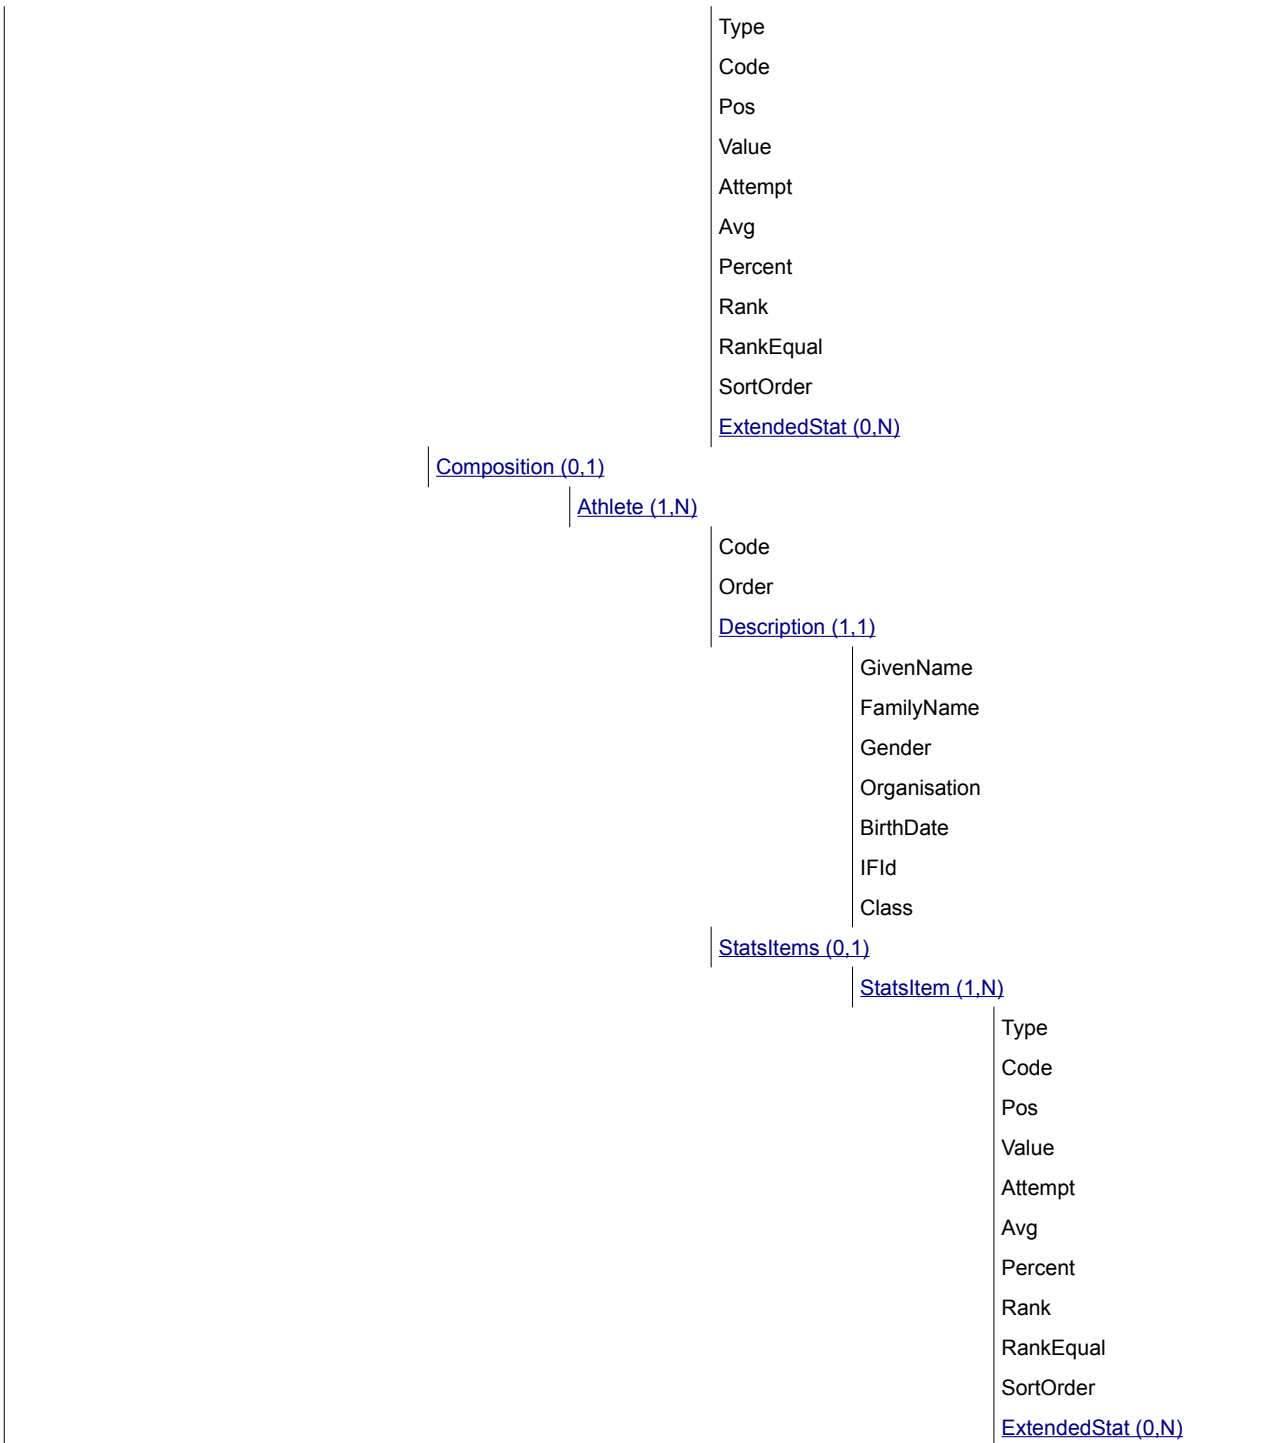 Type
Code
Pos
Value
Attempt
Avg
Percent
Rank
RankEqual
SortOrder
ExtendedStat (0,N)
Composition (0,1)
Athlete (1,N)
Code
Order
Description (1,1)
GivenName
FamilyName
Gender
Organisation
BirthDate
IFId
Class
StatsItems (0,1)
StatsItem (1,N)
Type
Code
Pos
Value
Attempt
Avg
Percent
Rank
RankEqual
SortOrder
ExtendedStat (0,N)